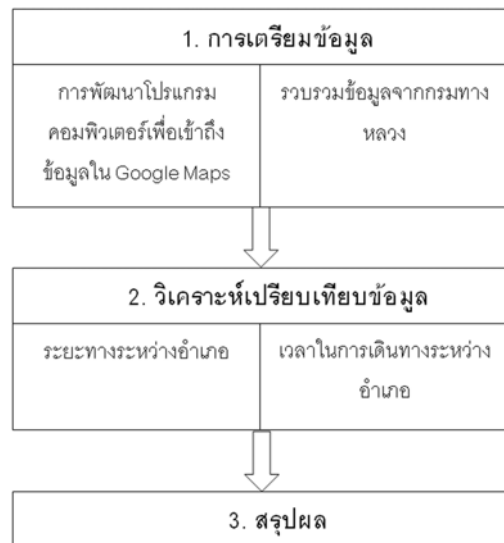 1. การเตรียมข้อมูล
การพัฒนาโปรแกรม
คอมพิวเตอร์เพื่อเข้าถึง
ข้อมูลใน Google Maps
รวบรวมข้อมูลจากกรมทาง
หลวง
2. วิเคราะห์เปรียบเทียบข้อมูล
ระยะทางระหว่างอำเภอ
เวลาในการเดินทางระหว่าง
อำเภอ
3. สรุปผล